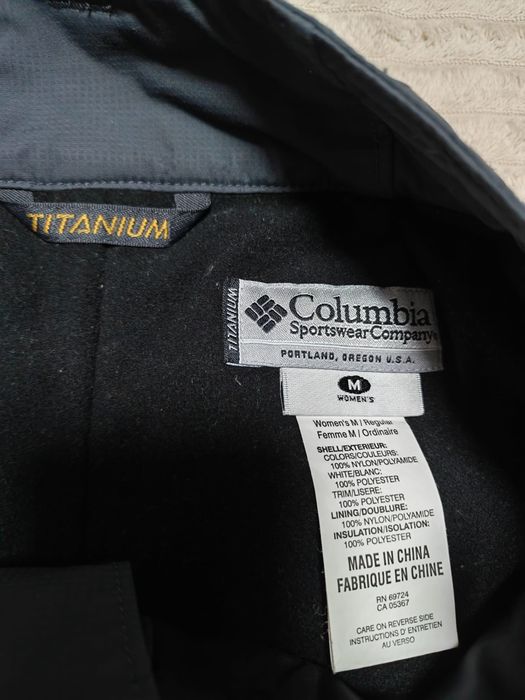 TITANIUM
TITANIUM
Columbia
Sportswear Company
PORTLAND, OREGON U.S.A.
M
WOMEN'S
Women's M / Regular
Femme M / Ordinaire
SHELL/EXTERIEUR:
COLORS/COULEURS:
100% NYLON/POLYAMIDE
WHITE/BLANC:
100% POLYESTER
TRIM/LISERE:
100% POLYESTER
LINING/DOUBLURE:
100% NYLON/POLYAMIDE
INSULATION/ISOLATION:
100% POLYESTER
MADE IN CHINA
FABRIQUE EN CHINE
RN 69724
CA 05367
CARE ON REVERSE SIDE
INSTRUCTIONS D' ENTRETIEN
AU VERSO